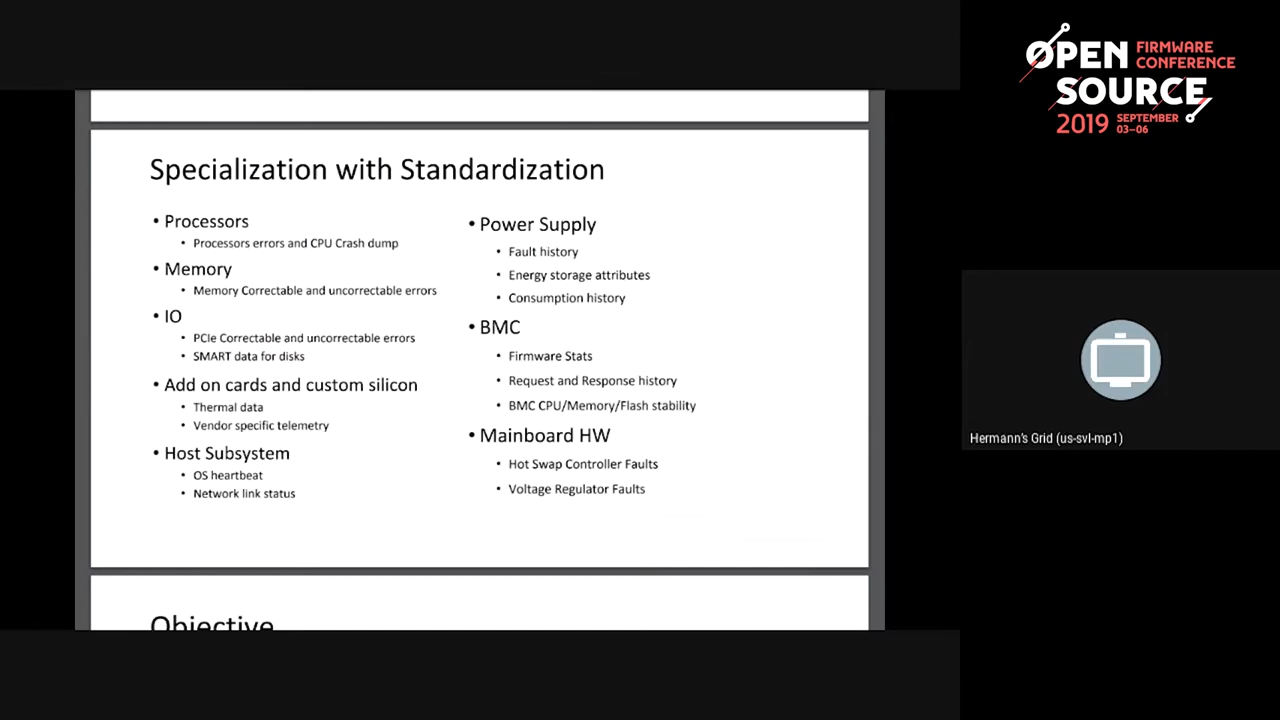 Specialization with Standardization
• Processors
• Processors errors and CPU Crash dump
• Memory
• Memory Correctable and uncorrectable errors
• IO
• PCIe Correctable and uncorrectable errors
• SMART data for disks
• Add on cards and custom silicon
• Thermal data
• Vendor specific telemetry
• Host Subsystem
• OS heartbeat
• Network link status
• Power Supply
• Fault history
• Energy storage attributes
• Consumption history
• BMC
• Firmware Stats
• Request and Response history
• BMC CPU/Memory/Flash stability
• Mainboard HW
• Hot Swap Controller Faults
• Voltage Regulator Faults
Objective
OPEN FIRMWARE
CONFERENCE
SOURCE
2019 SEPTEMBER
03–06
Hermann's Grid (us-svl-mp1)